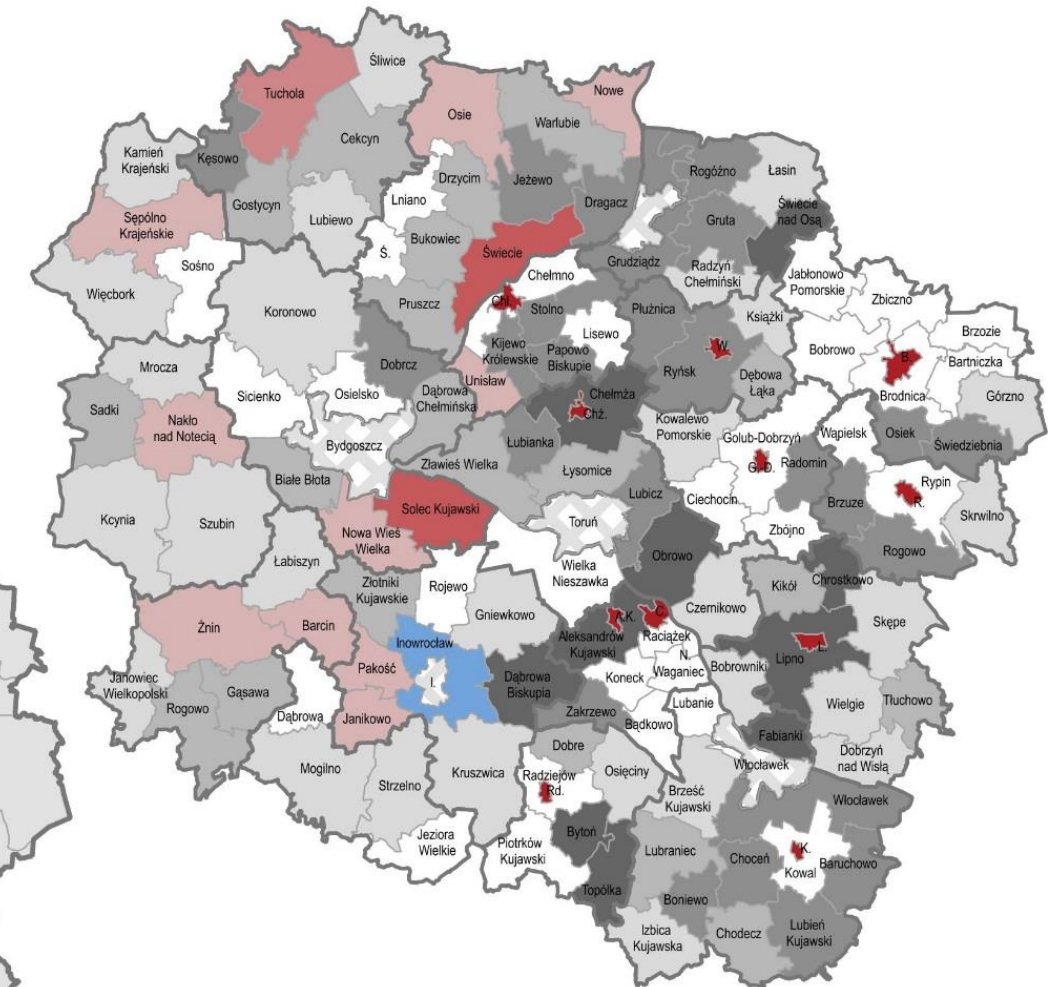 Śliwice
Tuchola
Nowe
Osie
Warlubie
Cekcyn
Kamień
Krajeński
Kęsowo
Rogóźno
Łasin
Drzycim
Jeżewo
Lniano
Dragacz
Gostycyn
Lubiewo
Świecie
nad Osą
Sępólno
Krajeńskie
Gruta
Bukowiec
Świecie
Ś.
Sośno
Grudziądz
Radzyń
Chełmiński
Chełmno
Jabłonowo
Pomorskie
Więcbork
Koronowo
Pruszcz
Chł.
Stolno
Płużnica
Zbiczno
Książki
Lisewo
Brzozie
Kijewo
Królewskie
Papowo
Biskupie
W.
Bobrowo
B.
Bartniczka
Mrocza
Dobrcz
Ryńsk
Dębowa
Łąka
Unisław
Sicienko
Osielsko
Dąbrowa
Chełmińska
Chełmża
Chż.
Brodnica
Górzno
Sadki
Nakło
nad Notecią
Kowalewo
Pomorskie
Wąpielsk
Osiek
Golub-Dobrzyń
Świedziebnia
Bydgoszcz
Łubianka
Zławieś Wielka
G.D.
Radomin
Łysomice
Białe Błota
Rypin
R.
Lubicz
Ciechocin
Brzuze
Skrwilno
Kcynia
Szubin
Solec Kujawski
Toruń
Zbójno
Nowa Wieś
Wielka
Obrowo
Rogowo
Łabiszyn
Wielka
Nieszawka
Złotniki
Kujawskie
Rojewo
Chrostkowo
Kikół
Gniewkowo
Czernikowo
A.K.
C.
Skępe
Żnin
Barcin
Raciążek
Inowrocław
Aleksandrów
Kujawski
L.
Lipno
N.
Pakość
Bobrowniki
Waganiec
Janowiec
Wielkopolski
I.
Dąbrowa
Biskupia
Koneck
Gąsawa
Tłuchowo
Rogowo
Lubanie
Wielgie
Dąbrowa
Janikowo
Zakrzewo
Bądkowo
Fabianki
Dobre
Dobrzyń
nad Wisłą
Włocławek
Mogilno
Kruszwica
Osięciny
Radziejów
Rd.
Strzelno
Brześć
Kujawski
Włocławek
Bytoń
Jeziora
Wielkie
Piotrków
Kujawski
Lubraniec
K.
Choceń
Baruchowo
Kowal
Topólka
Boniewo
Izbica
Kujawska
Chodecz
Lubień
Kujawski